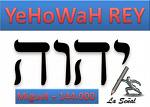 YeHoWaH REY
יהוה
Miguel - 144.000
La Señal